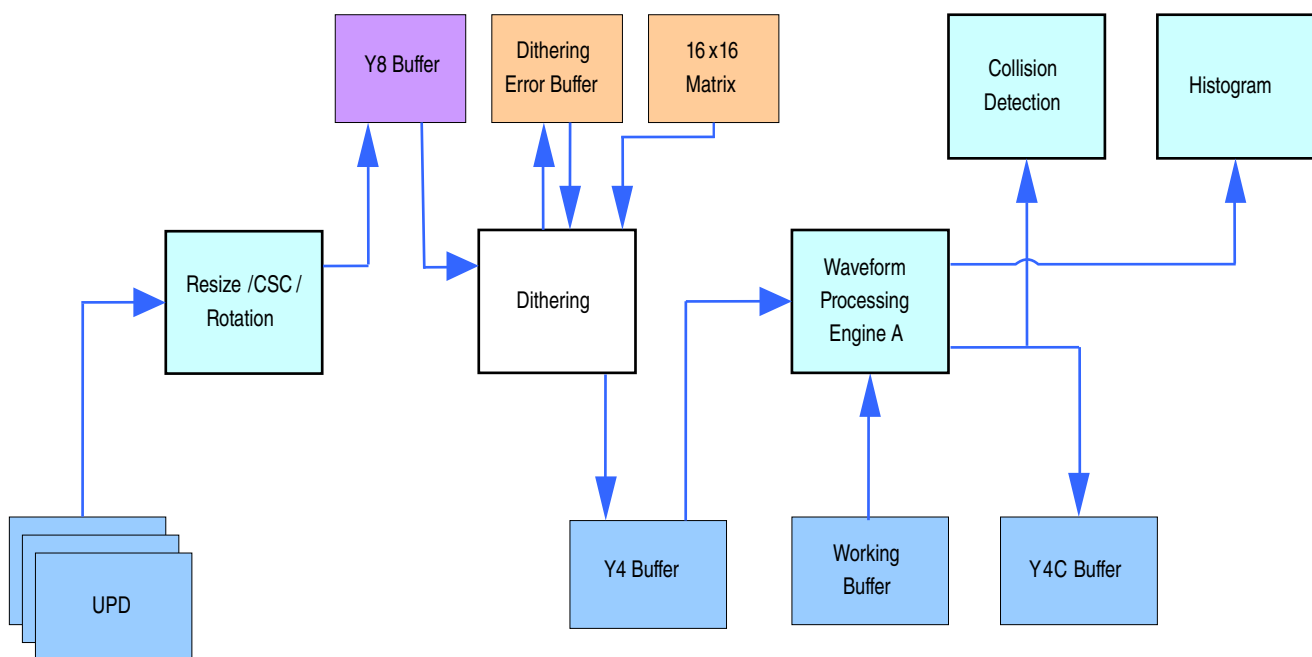 Y8 Buffer
Dithering
Error Buffer
16 x16
Matrix
Collision
Detection
Histogram
Resize /CSC /
Rotation
Dithering
Waveform
Processing
Engine A
UPD
Y4 Buffer
Working
Buffer
Y4C Buffer